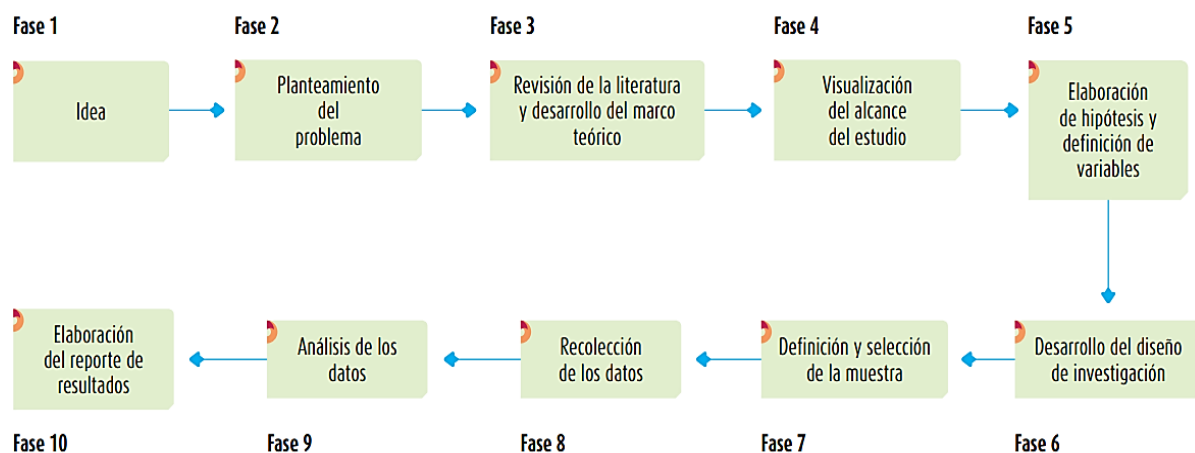 Fase 1
Idea
Fase 2
Planteamiento
del
problema
Fase 3
Revisión de la literatura
y desarrollo del marco
teórico
Fase 4
Visualización
del alcance
del estudio
Fase 5
Elaboración
de hipótesis y
definición de
variables
Desarrollo del diseño
de investigación
Fase 6
Definición y selección
de la muestra
Fase 7
Recolección
de los datos
Fase 8
Análisis de los
datos
Fase 9
Elaboración
del reporte de
resultados
Fase 10